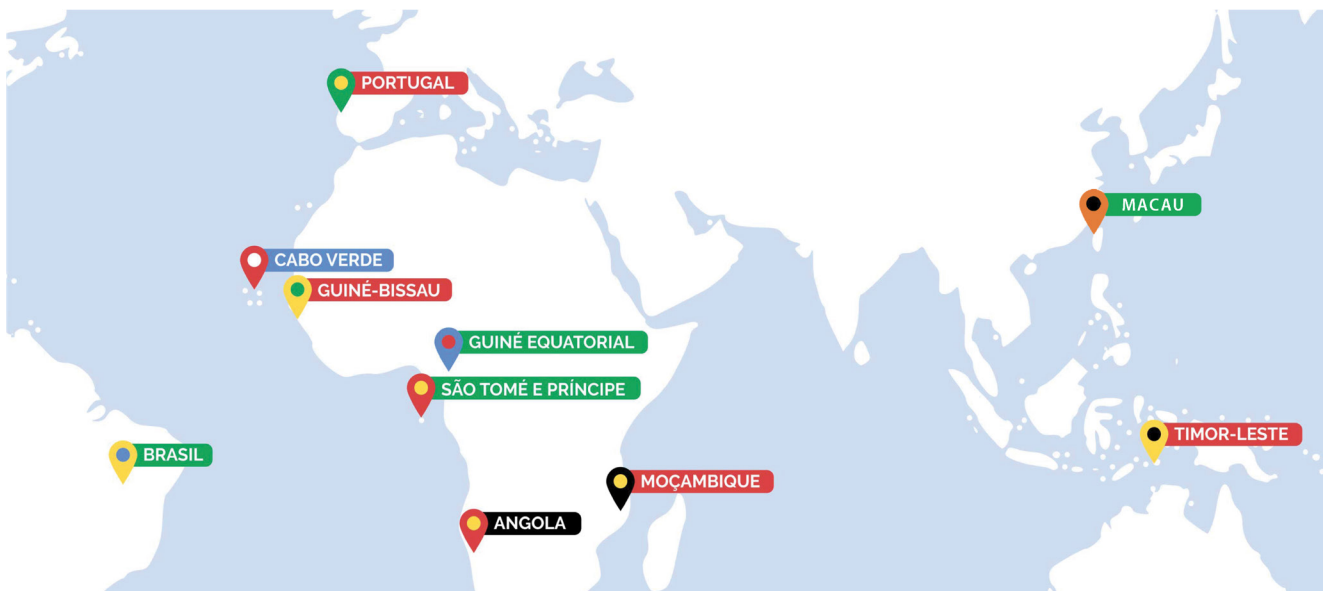 PORTUGAL
MACAU
CABO VERDE
GUINÉ-BISSAU
GUINÉ EQUATORIAL
SÃO TOMÉ E PRÍNCIPE
TIMOR-LESTE
BRASIL
MOÇAMBIQUE
ANGOLA